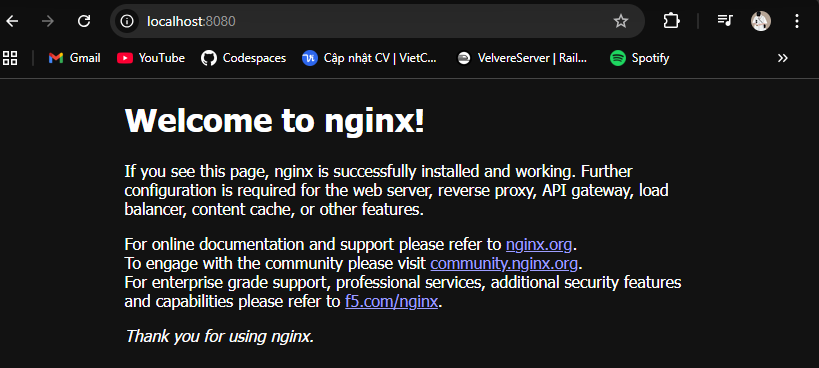 localhost:8080
Gmail YouTube Codespaces Cập nhật CV | VietC... VelvereServer | Rail... Spotify
Welcome to nginx!
If you see this page, nginx is successfully installed and working. Further
configuration is required for the web server, reverse proxy, API gateway, load
balancer, content cache, or other features.
For online documentation and support please refer to nginx.org.
To engage with the community please visit community.nginx.org.
For enterprise grade support, professional services, additional security features
and capabilities please refer to f5.com/nginx.
Thank you for using nginx.